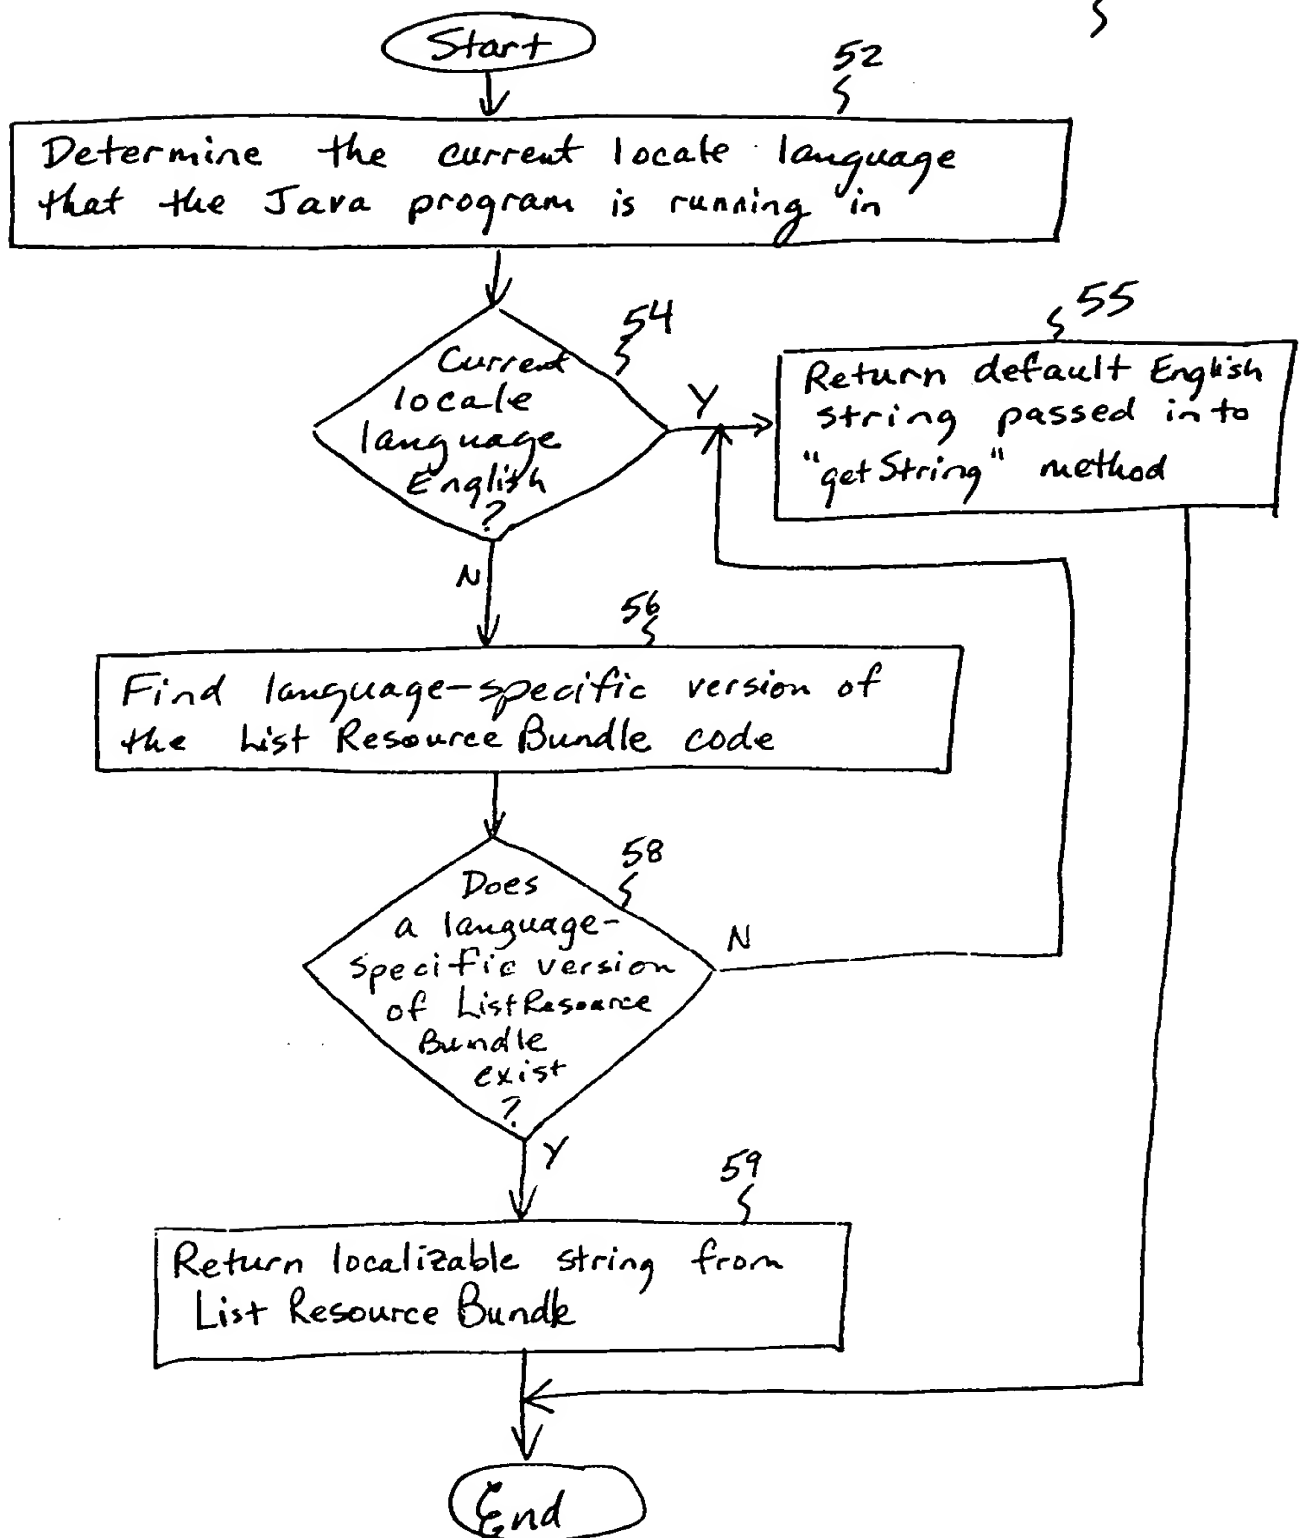 Start
52
Determine the current locale language
that the Java program is running in
54
Current
locale
language
English
?
Y
55
Return default English
string passed in to
"getString" method
N
56
Find language-specific version of
the List Resource Bundle code
58
Does
a language-
specific version
of ListResource
Bundle
exist
?
N
Y
59
Return localizable string from
List Resource Bundle
End